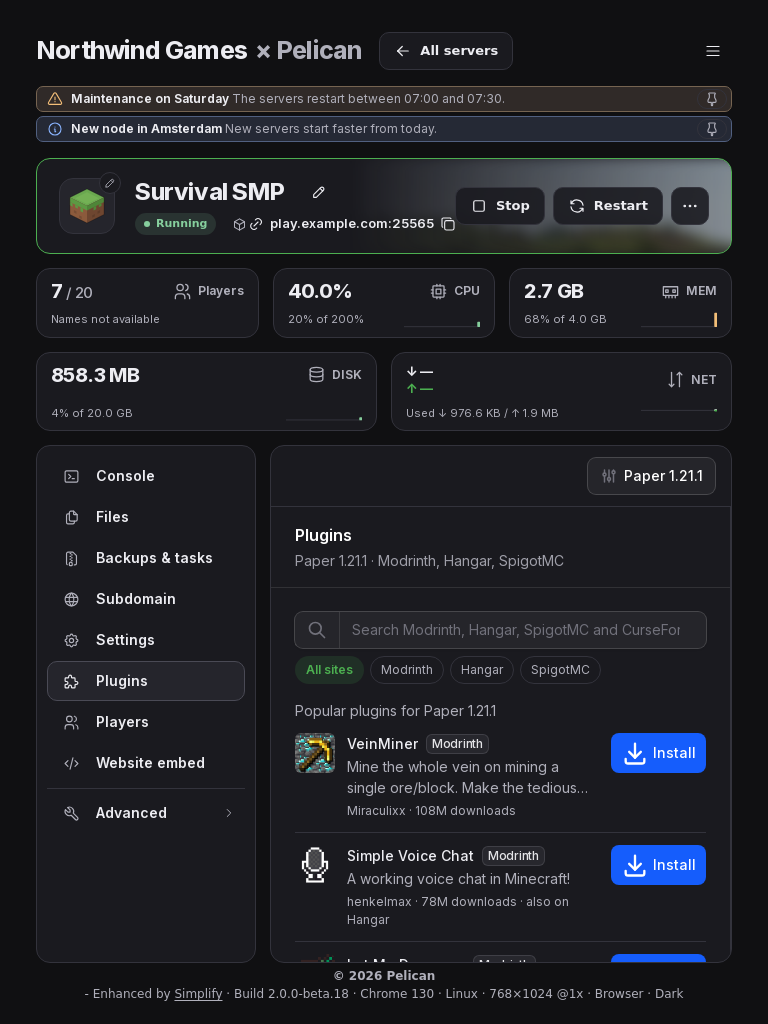 Northwind Games × Pelican
All servers
Maintenance on Saturday The servers restart between 07:00 and 07:30.
New node in Amsterdam New servers start faster from today.
Survival SMP
Running
play.example.com:25565
Stop
Restart
7 / 20
Players
Names not available
40.0%
CPU
20% of 200%
2.7 GB
MEM
68% of 4.0 GB
858.3 MB
DISK
4% of 20.0 GB
↓ —
↑ —
NET
Used ↓ 976.6 KB / ↑ 1.9 MB
Console
Files
Backups & tasks
Subdomain
Settings
Plugins
Players
Website embed
Advanced
Paper 1.21.1
Plugins
Paper 1.21.1 · Modrinth, Hangar, SpigotMC
Search Modrinth, Hangar, SpigotMC and CurseFor
All sites
Modrinth
Hangar
SpigotMC
Popular plugins for Paper 1.21.1
VeinMiner Modrinth
Mine the whole vein on mining a
single ore/block. Make the tedious…
Miraculixx · 108M downloads
Install
Simple Voice Chat Modrinth
A working voice chat in Minecraft!
henkelmax · 78M downloads · also on
Hangar
Install
© 2026 Pelican
- Enhanced by Simplify · Build 2.0.0-beta.18 · Chrome 130 · Linux · 768×1024 @1x · Browser · Dark